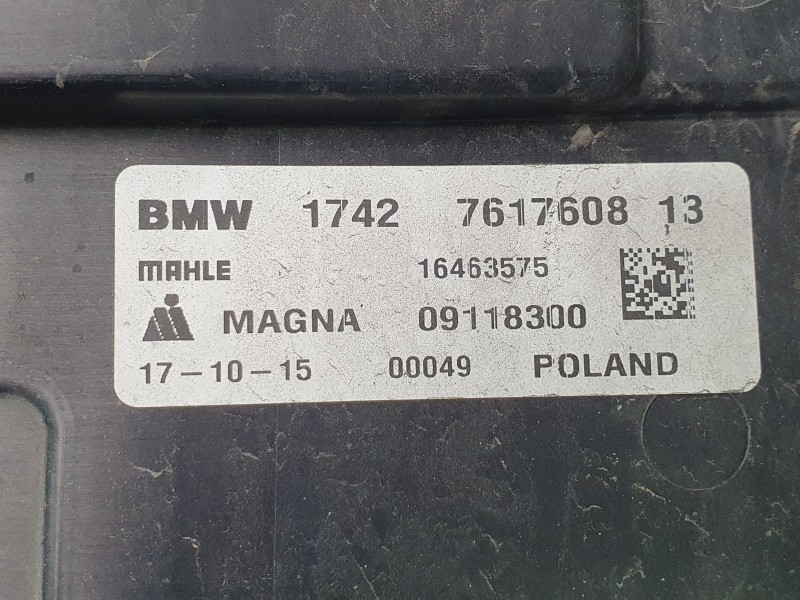 BMW 1742 7617608 13
MAHLE 16463575
MAGNA 09118300
17-10-15 00049 POLAND